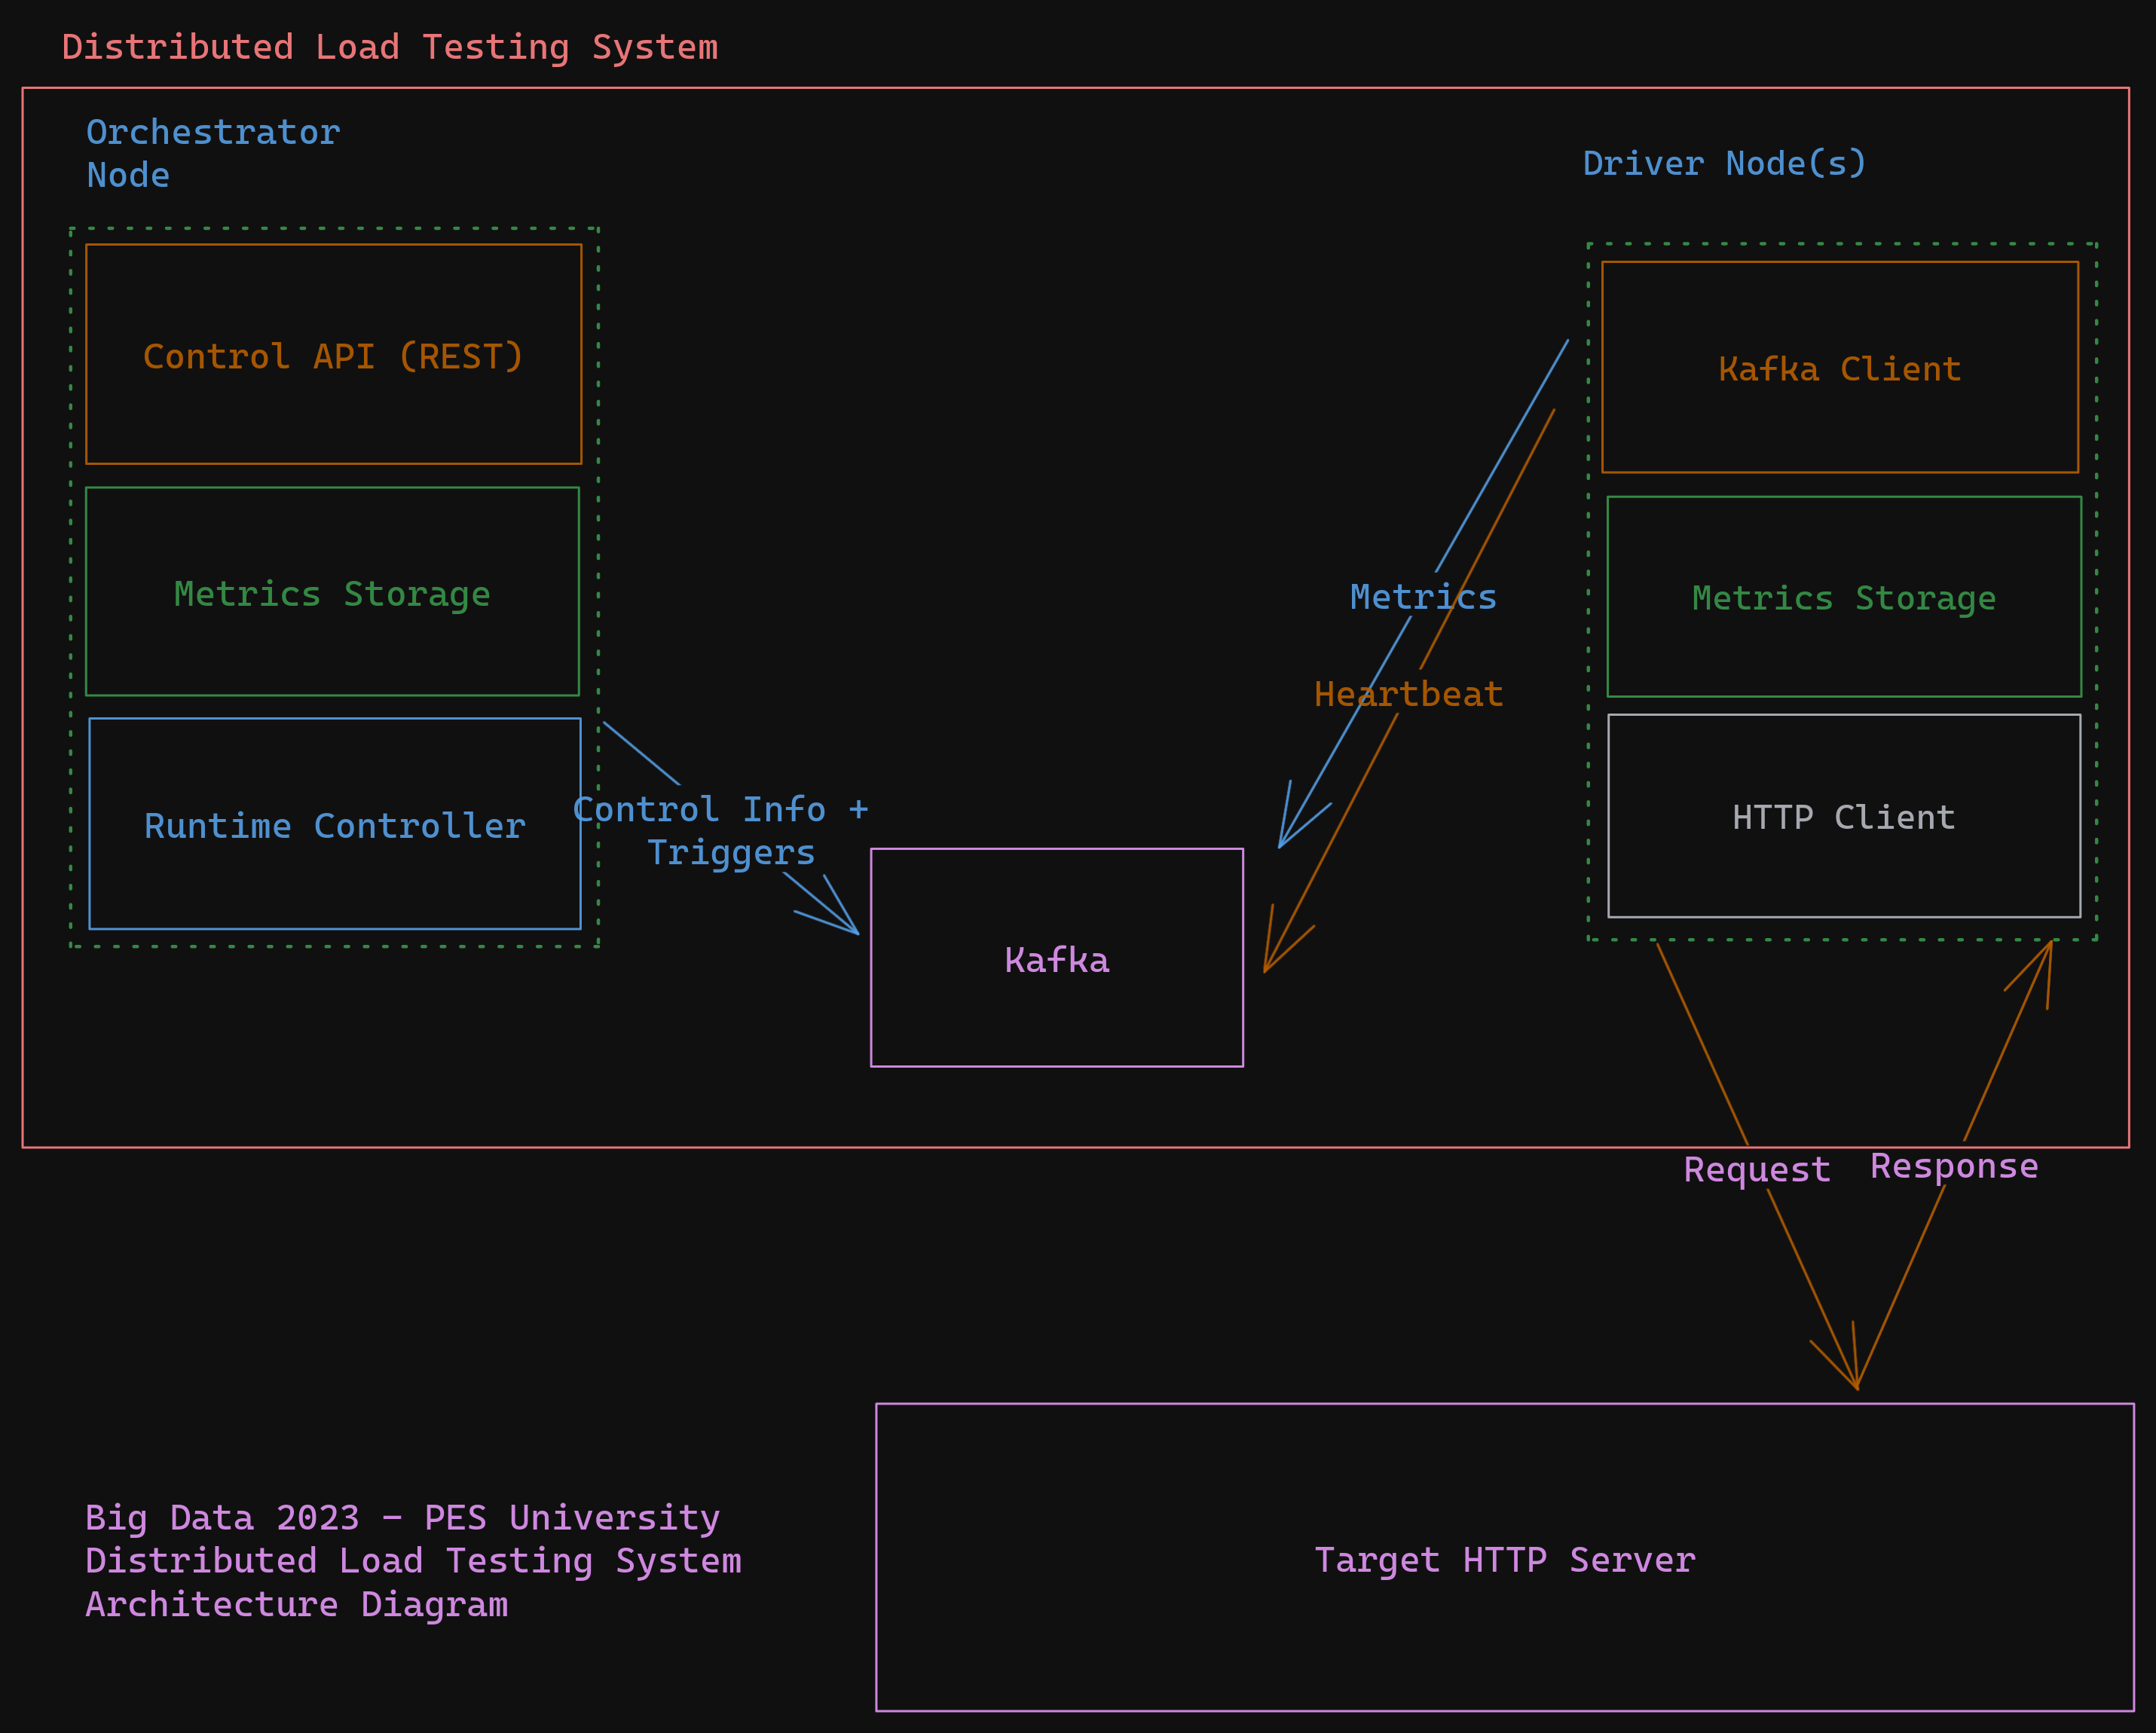 Distributed Load Testing System
Orchestrator
Node
Driver Node(s)
Control API (REST)
Metrics Storage
Runtime Controller
Kafka Client
Metrics Storage
HTTP Client
Metrics
Heartbeat
Control Info +
Triggers
Kafka
Request
Response
Big Data 2023 – PES University
Distributed Load Testing System
Architecture Diagram
Target HTTP Server